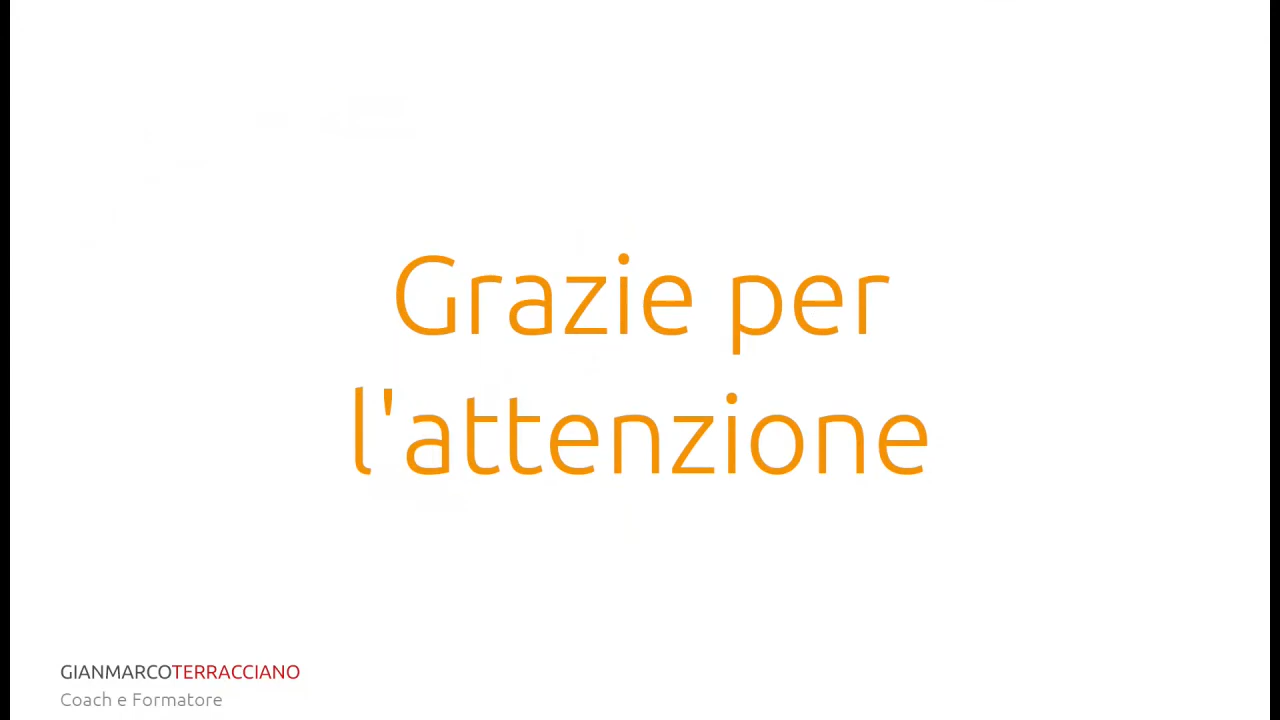 Grazie per
l'attenzione
GIANMARCOTERRACCIANO
Coach e Formatore